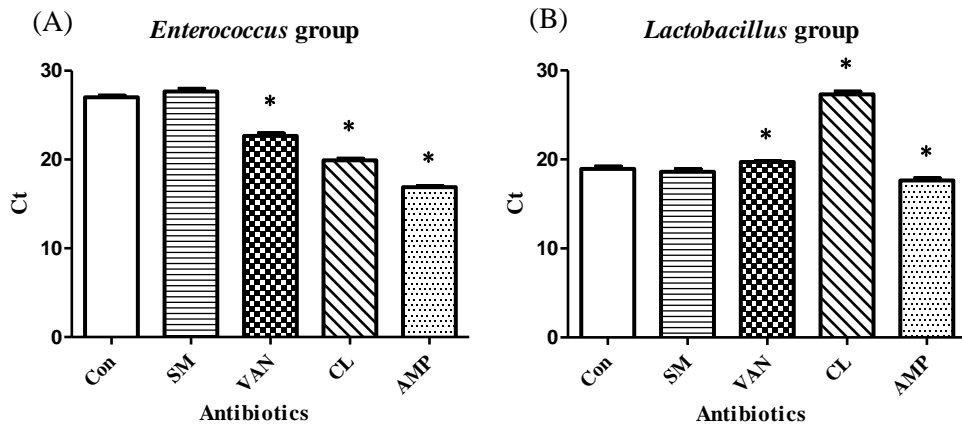 (A)
Enterococcus group
30
20
10
0
Ct
* * *
Con SM VAN CL AMP
Antibiotics
(B)
Lactobacillus group
30
20
10
0
Ct
* * *
Con SM VAN CL AMP
Antibiotics